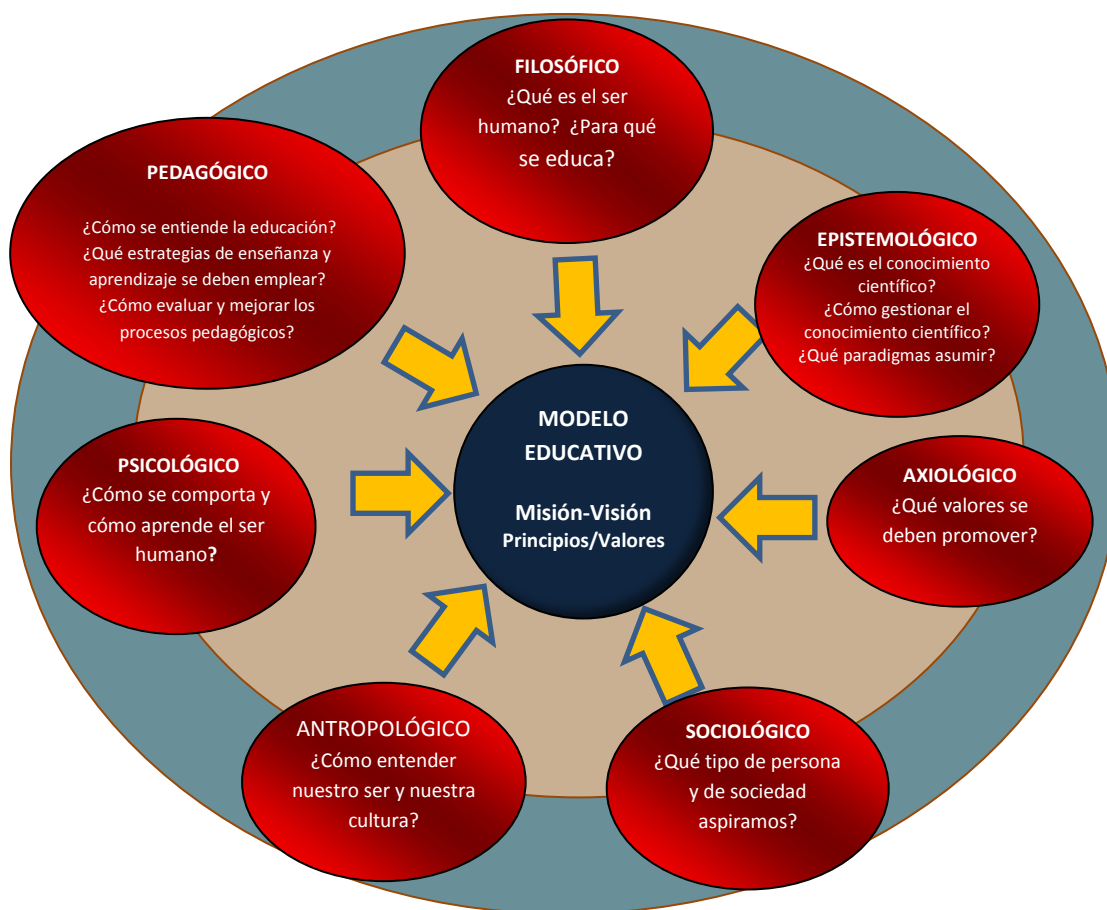 FILOSÓFICO
¿Qué es el ser
humano? ¿Para qué
se educa?
PEDAGÓGICO
¿Cómo se entiende la educación?
¿Qué estrategias de enseñanza y
aprendizaje se deben emplear?
¿Cómo evaluar y mejorar los
procesos pedagógicos?
EPISTEMOLÓGICO
¿Qué es el conocimiento
científico?
¿Cómo gestionar el
conocimiento científico?
¿Qué paradigmas asumir?
MODELO
EDUCATIVO
Misión-Visión
Principios/Valores
PSICOLÓGICO
¿Cómo se comporta y
cómo aprende el ser
humano?
AXIOLÓGICO
¿Qué valores se
deben promover?
ANTROPOLÓGICO
¿Cómo entender
nuestro ser y nuestra
cultura?
SOCIOLÓGICO
¿Qué tipo de persona
y de sociedad
aspiramos?